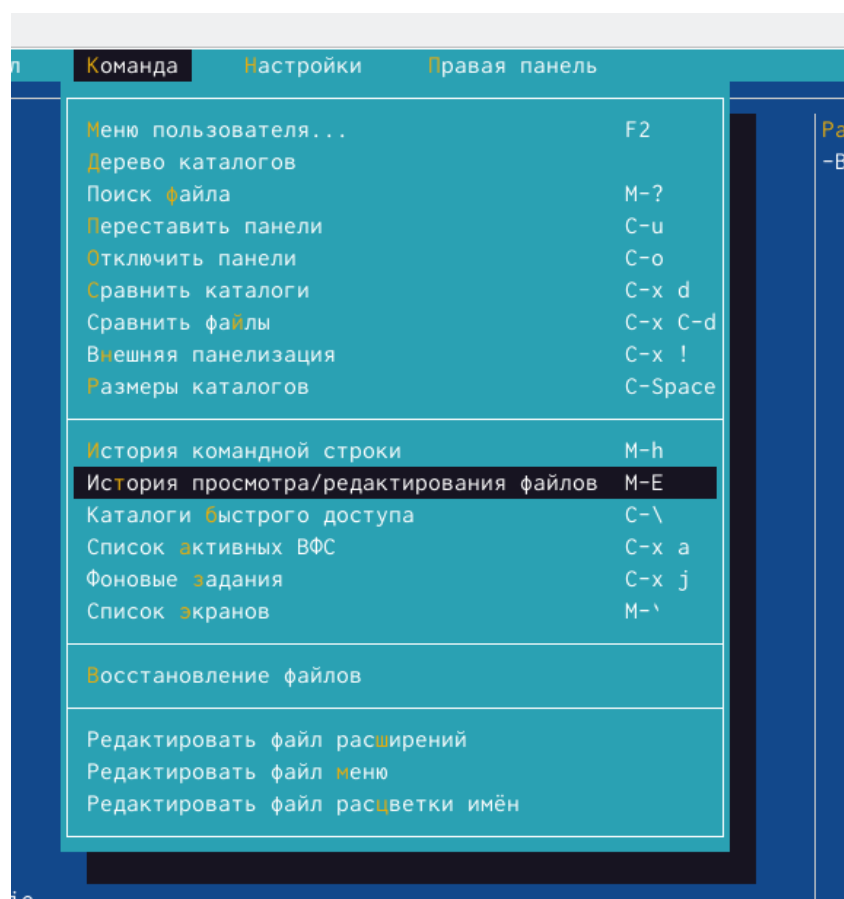 л Команда Настройки Правая панель
Меню пользователя... F2
Дерево каталогов
Поиск файла M-?
Переставить панели C-u
Отключить панели C-o
Сравнить каталоги C-x d
Сравнить файлы C-x C-d
Внешняя панелизация C-x !
Размеры каталогов C-Space
История командной строки M-h
История просмотра/редактирования файлов M-E
Каталоги быстрого доступа C-\
Список активных ВФС C-x a
Фоновые задания C-x j
Список экранов M-`
Восстановление файлов
Редактировать файл расширений
Редактировать файл меню
Редактировать файл расцветки имён
Ра